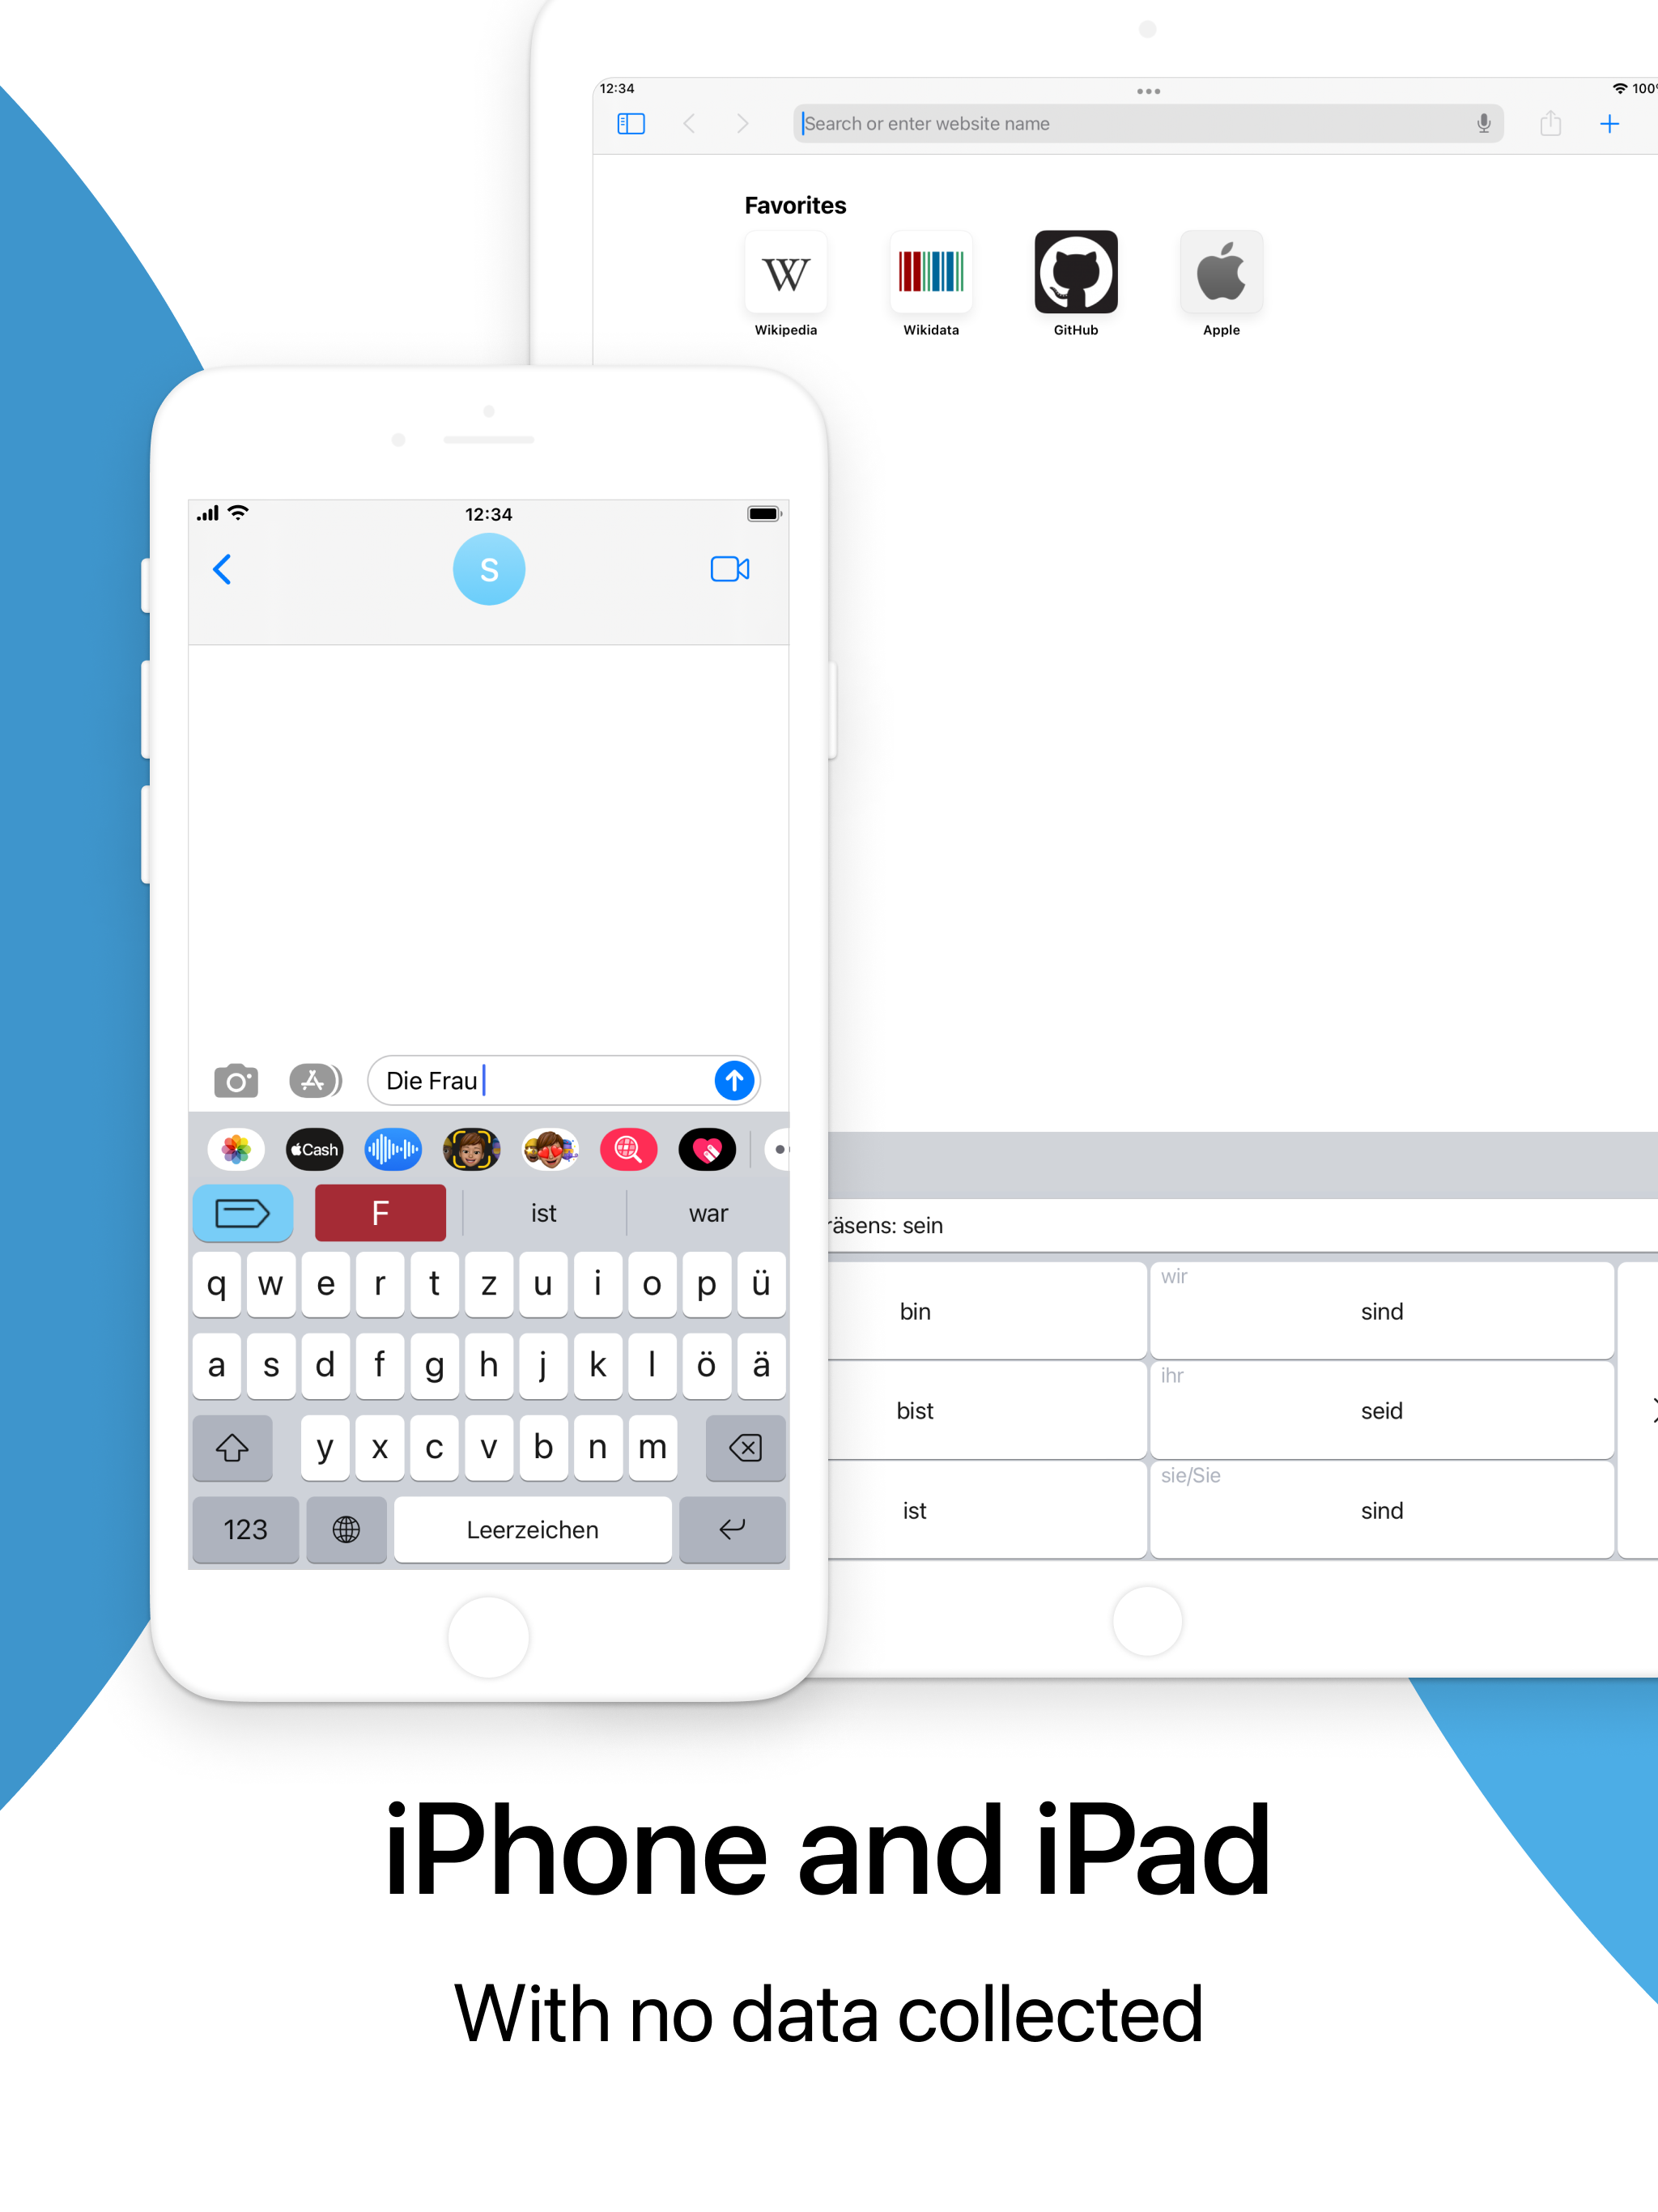 12:34
100%
Search or enter website name
Favorites
W
Wikipedia
Wikidata
GitHub
Apple
12:34
S
Die Frau
Cash
F
ist
war
q w e r t z u i o p ü
a s d f g h j k l ö ä
y x c v b n m
123
Leerzeichen
räsens: sein
bin
wir
sind
bist
ihr
seid
ist
sie/Sie
sind
iPhone and iPad
With no data collected